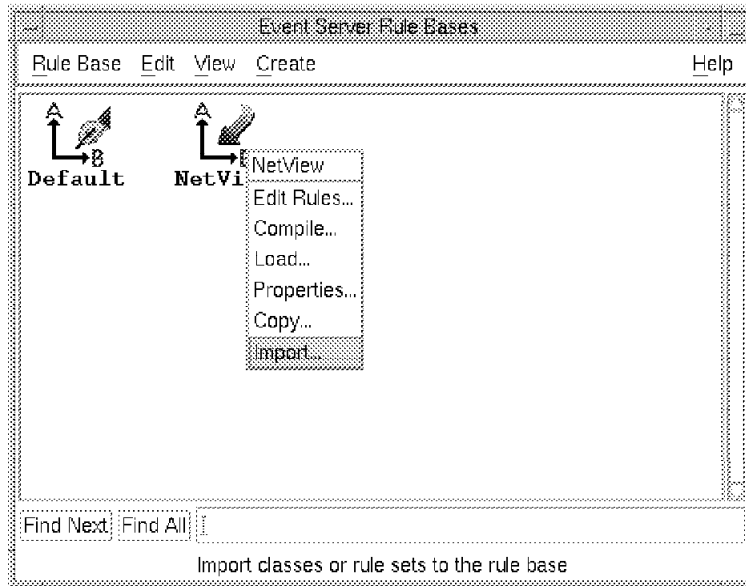 Event Server Rule Bases
Rule Base Edit View Create Help
A
B
Default
A
NetVi
NetView
Edit Rules...
Compile...
Load...
Properties...
Copy...
Import...
Find Next Find All
Import classes or rule sets to the rule base